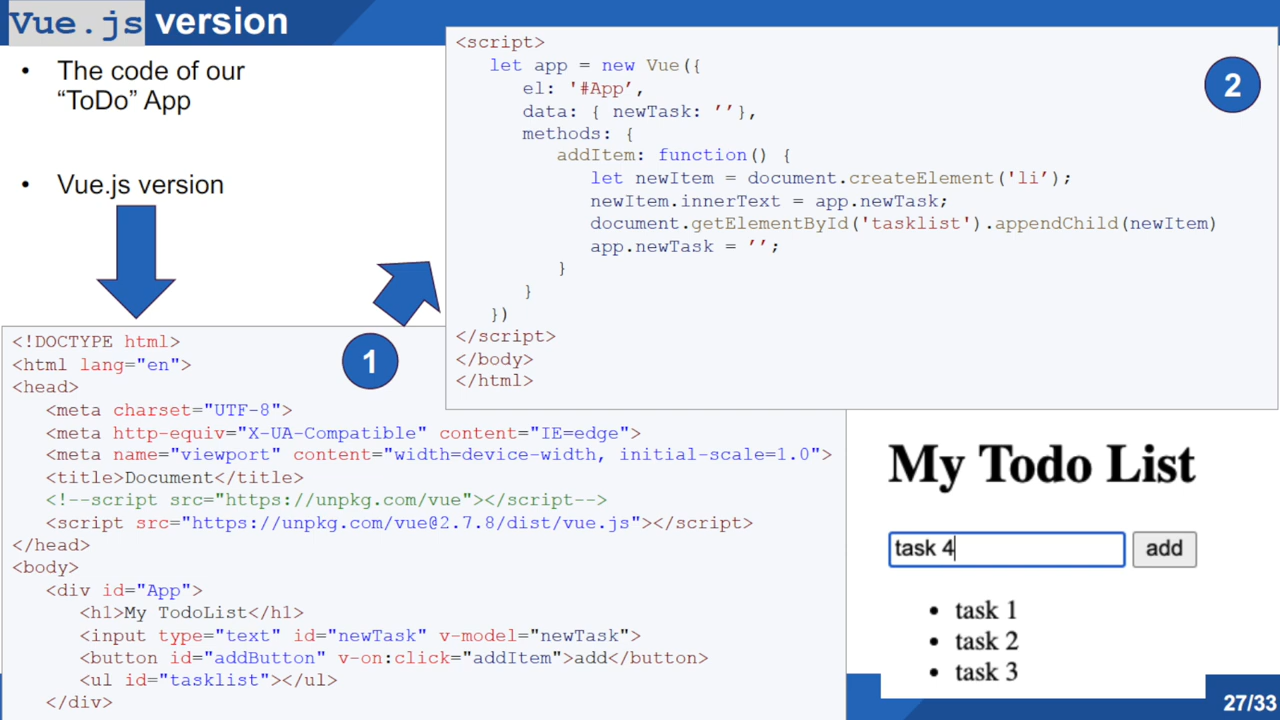 Vue.js version
• The code of our
“ToDo” App
• Vue.js version
1
<!DOCTYPE html>
<html lang="en">
<head>
<meta charset="UTF-8">
<meta http-equiv="X-UA-Compatible" content="IE=edge">
<meta name="viewport" content="width=device-width, initial-scale=1.0">
<title>Document</title>
<!--script src="https://unpkg.com/vue"></script-->
<script src="https://unpkg.com/vue@2.7.8/dist/vue.js"></script>
</head>
<body>
<div id="App">
<h1>My TodoList</h1>
<input type="text" id="newTask" v-model="newTask">
<button id="addButton" v-on:click="addItem">add</button>
<ul id="tasklist"></ul>
</div>
2
<script>
let app = new Vue({
el: '#App’,
data: { newTask: ’’},
methods: {
addItem: function() {
let newItem = document.createElement('li’);
newItem.innerText = app.newTask;
document.getElementById('tasklist').appendChild(newItem)
app.newTask = ’’;
}
}
})
</script>
</body>
</html>
My Todo List
task 4 add
• task 1
• task 2
• task 3
27/33